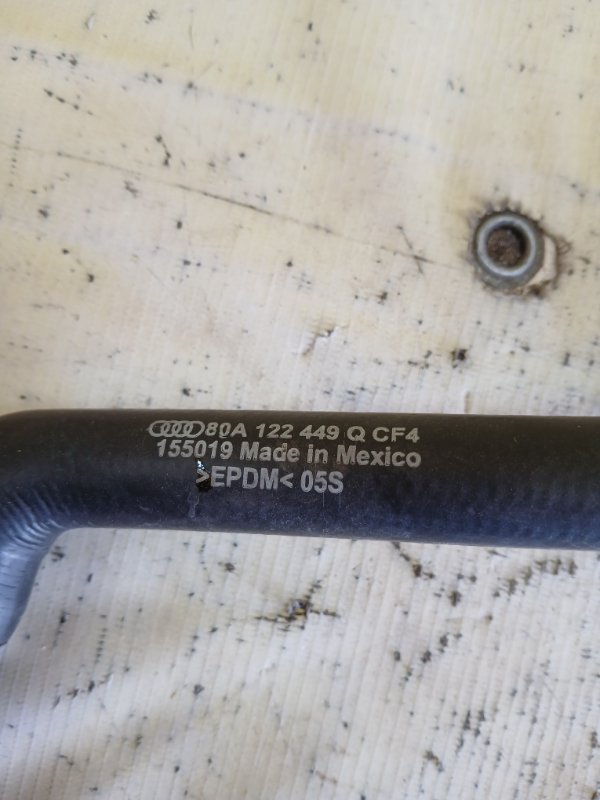 80A 122 449 Q CF4
155019 Made in Mexico
>EPDM< 05S